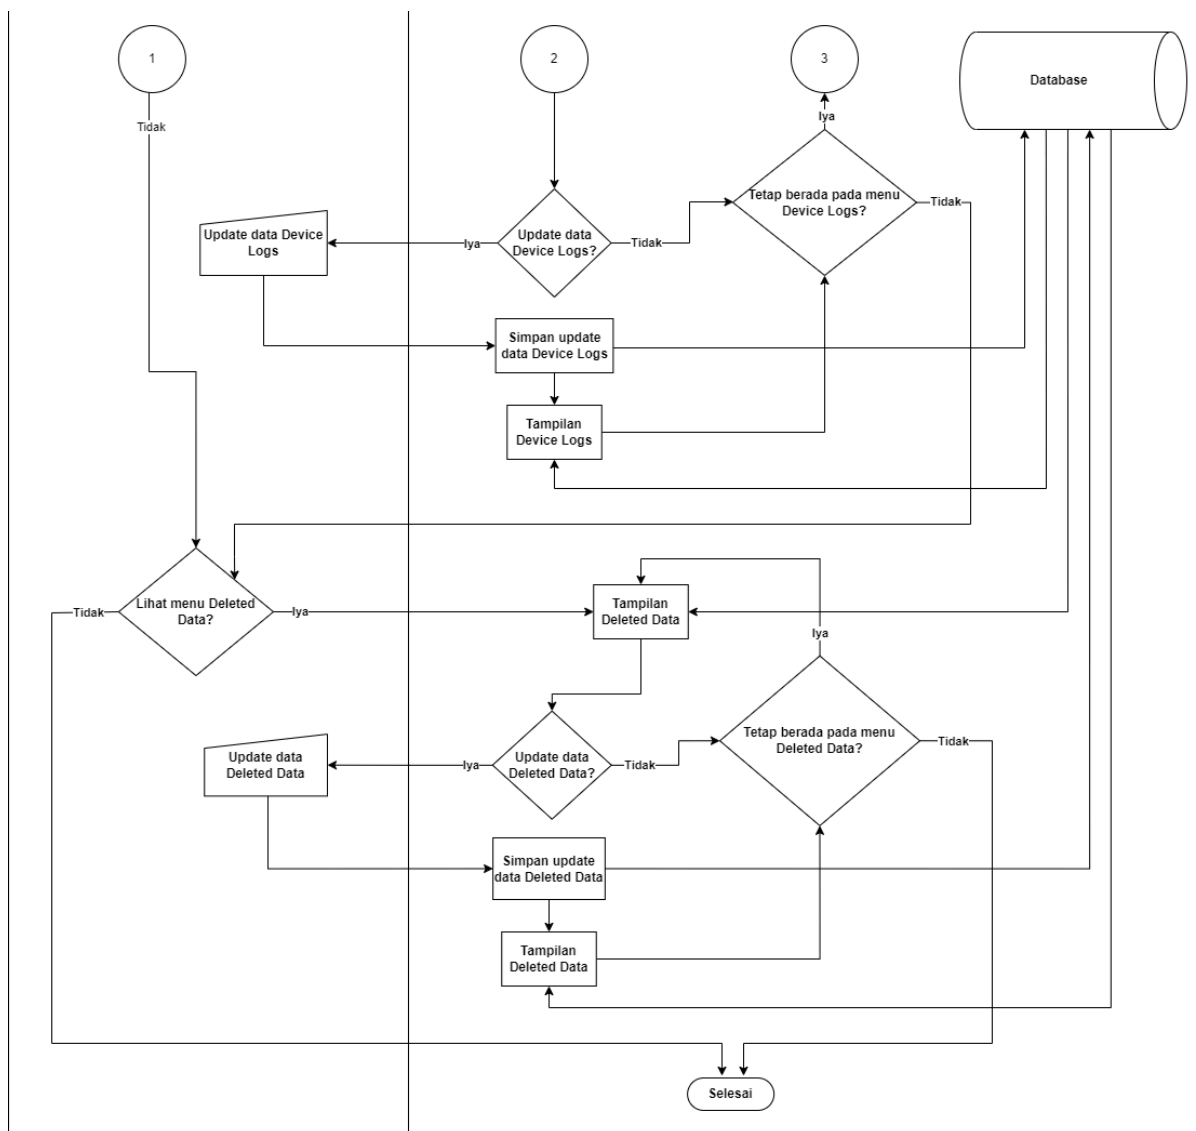 1
2
3
Database
Tidak
Iya
Tetap berada pada menu
Device Logs?
Tidak
Update data Device
Logs
Iya
Update data
Device Logs?
Tidak
Simpan update
data Device Logs
Tampilan
Device Logs
Tidak
Lihat menu Deleted
Data?
Iya
Tampilan
Deleted Data
Iya
Update data
Deleted Data
Iya
Update data
Deleted Data?
Tidak
Tetap berada pada menu
Deleted Data?
Tidak
Simpan update
data Deleted Data
Tampilan
Deleted Data
Selesai